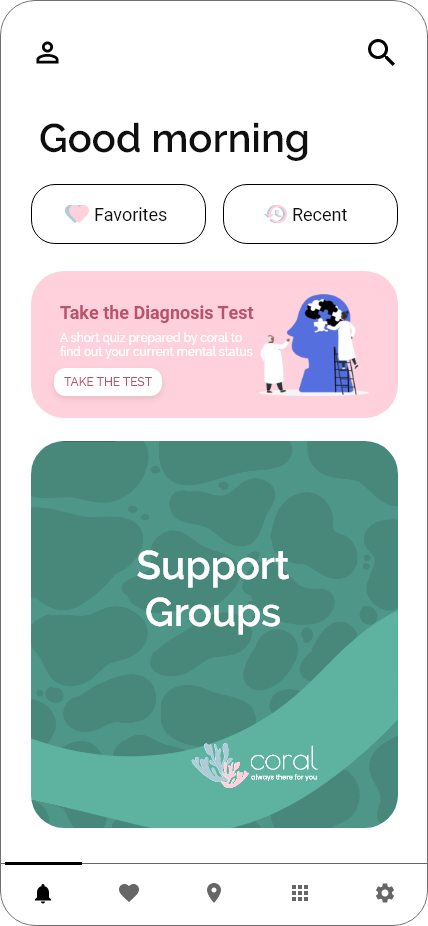 Good morning
Favorites
Recent
Take the Diagnosis Test
A short quiz prepared by coral to
find out your current mental status
TAKE THE TEST
Support
Groups
coral
always there for you